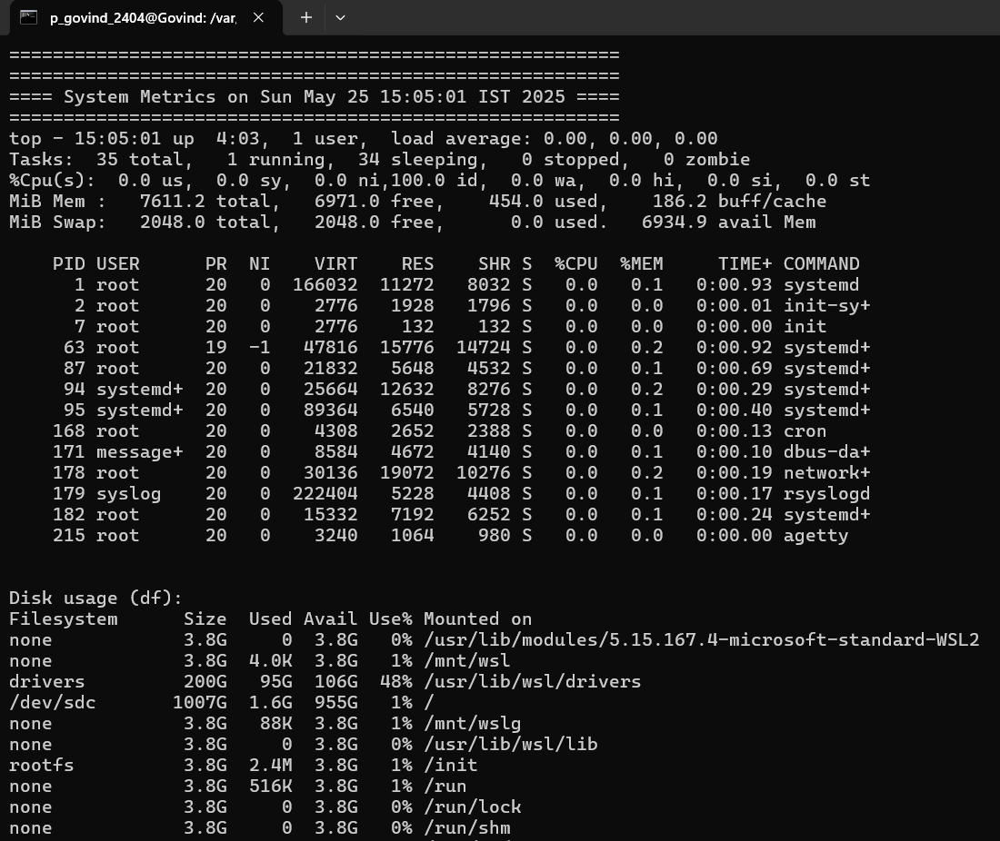 p_govind_2404@Govind: /var,
========================================================
========================================================
==== System Metrics on Sun May 25 15:05:01 IST 2025 ====
========================================================
top - 15:05:01 up  4:03,  1 user,  load average: 0.00, 0.00, 0.00
Tasks:  35 total,   1 running,  34 sleeping,   0 stopped,   0 zombie
%Cpu(s):  0.0 us,  0.0 sy,  0.0 ni,100.0 id,  0.0 wa,  0.0 hi,  0.0 si,  0.0 st
MiB Mem :   7611.2 total,   6971.0 free,    454.0 used,    186.2 buff/cache
MiB Swap:   2048.0 total,   2048.0 free,      0.0 used.   6934.9 avail Mem
    PID USER      PR  NI    VIRT    RES    SHR S  %CPU  %MEM     TIME+ COMMAND
      1 root      20   0  166032  11272   8032 S   0.0   0.1   0:00.93 systemd
      2 root      20   0    2776   1928   1796 S   0.0   0.0   0:00.01 init-sy+
      7 root      20   0    2776    132    132 S   0.0   0.0   0:00.00 init
     63 root      19  -1   47816  15776  14724 S   0.0   0.2   0:00.92 systemd+
     87 root      20   0   21832   5648   4532 S   0.0   0.1   0:00.69 systemd+
     94 systemd+  20   0   25664  12632   8276 S   0.0   0.2   0:00.29 systemd+
     95 systemd+  20   0   89364   6540   5728 S   0.0   0.1   0:00.40 systemd+
    168 root      20   0    4308   2652   2388 S   0.0   0.0   0:00.13 cron
    171 message+  20   0    8584   4672   4140 S   0.0   0.1   0:00.10 dbus-da+
    178 root      20   0   30136  19072  10276 S   0.0   0.2   0:00.19 network+
    179 syslog    20   0  222404   5228   4408 S   0.0   0.1   0:00.17 rsyslogd
    182 root      20   0   15332   7192   6252 S   0.0   0.1   0:00.24 systemd+
    215 root      20   0    3240   1064    980 S   0.0   0.0   0:00.00 agetty
Disk usage (df):
Filesystem      Size  Used Avail Use% Mounted on
none            3.8G     0  3.8G   0% /usr/lib/modules/5.15.167.4-microsoft-standard-WSL2
none            3.8G  4.0K  3.8G   1% /mnt/wsl
drivers         200G   95G  106G  48% /usr/lib/wsl/drivers
/dev/sdc       1007G  1.6G  955G   1% /
none            3.8G   88K  3.8G   1% /mnt/wslg
none            3.8G     0  3.8G   0% /usr/lib/wsl/lib
rootfs          3.8G  2.4M  3.8G   1% /init
none            3.8G  516K  3.8G   1% /run
none            3.8G     0  3.8G   0% /run/lock
none            3.8G     0  3.8G   0% /run/shm